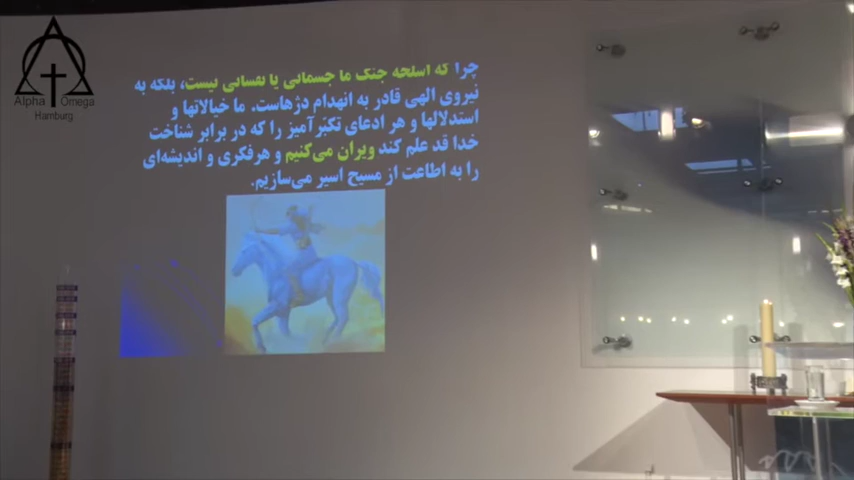 Alpha Omega
Hamburg
چرا که اسلحه جنگ ما جسمانی یا نفسانی نیست، بلکه به
نیروی الهی قادر به انهدام دژهاست. ما خیالاتها و
استدلالها و هر ادعای تکبّرآمیز را که در برابر شناخت
خدا قد علم کند ویران می‌کنیم و هرفکری و اندیشه‌ای
را به اطاعت از مسیح اسیر می‌سازیم.